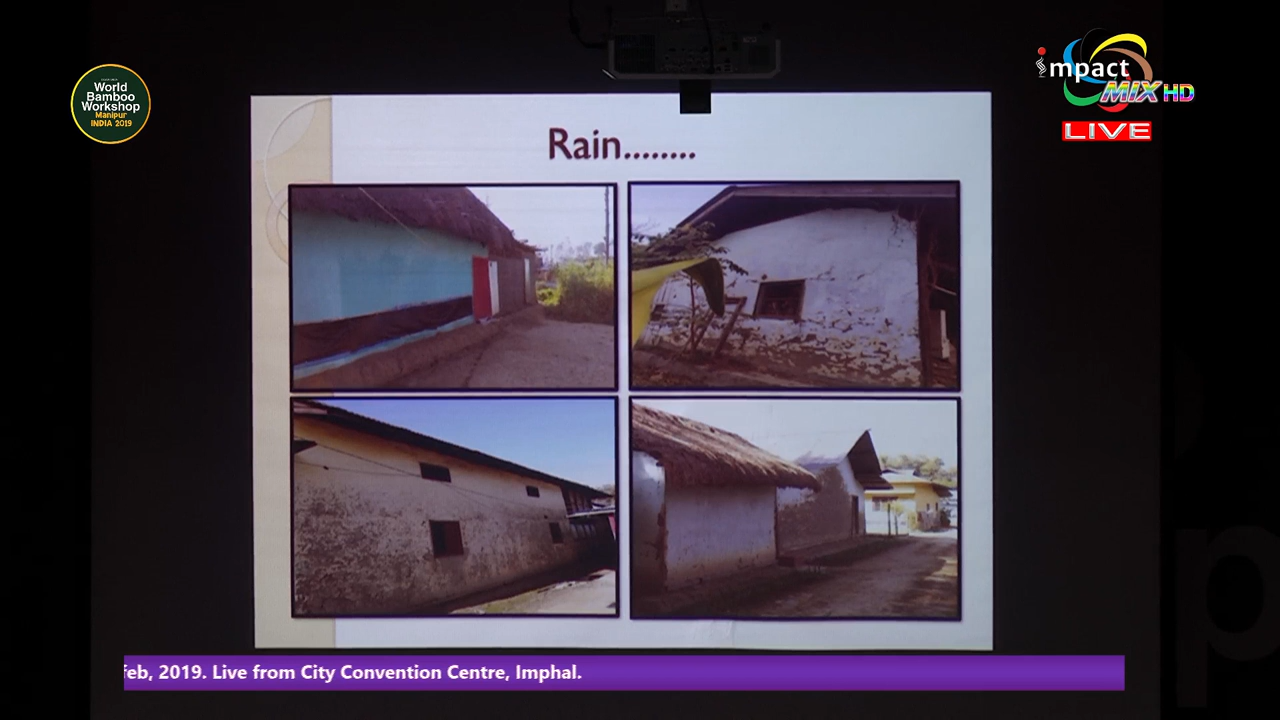 World
Bamboo
Workshop
Manipur
INDIA 2019
impact
MIX HD
LIVE
Rain........
feb, 2019. Live from City Convention Centre, Imphal.